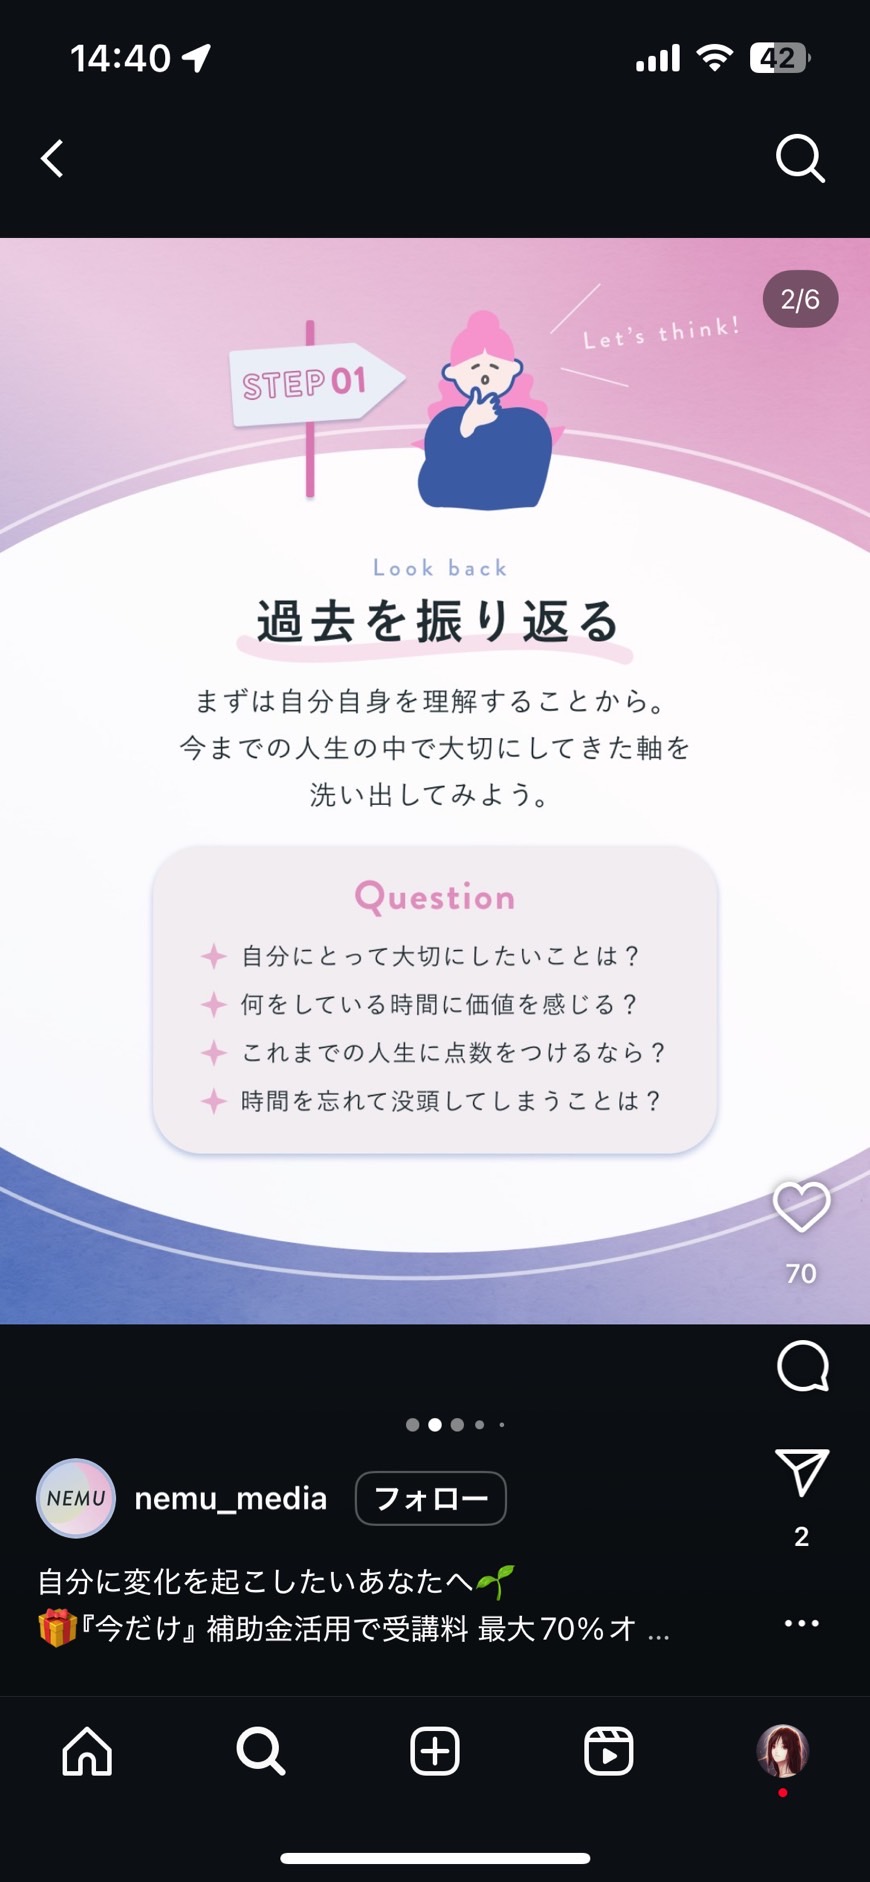 14:40
42
2/6
Let's think!
STEP 01
Look back
過去を振り返る
まずは自分自身を理解することから。
今までの人生の中で大切にしてきた軸を
洗い出してみよう。
Question
自分にとって大切にしたいことは？
何をしている時間に価値を感じる？
これまでの人生に点数をつけるなら？
時間を忘れて没頭してしまうことは？
70
NEMU
nemu_media
フォロー
2
自分に変化を起こしたいあなたへ🌱
🎁『今だけ』補助金活用で受講料 最大70%オ ...